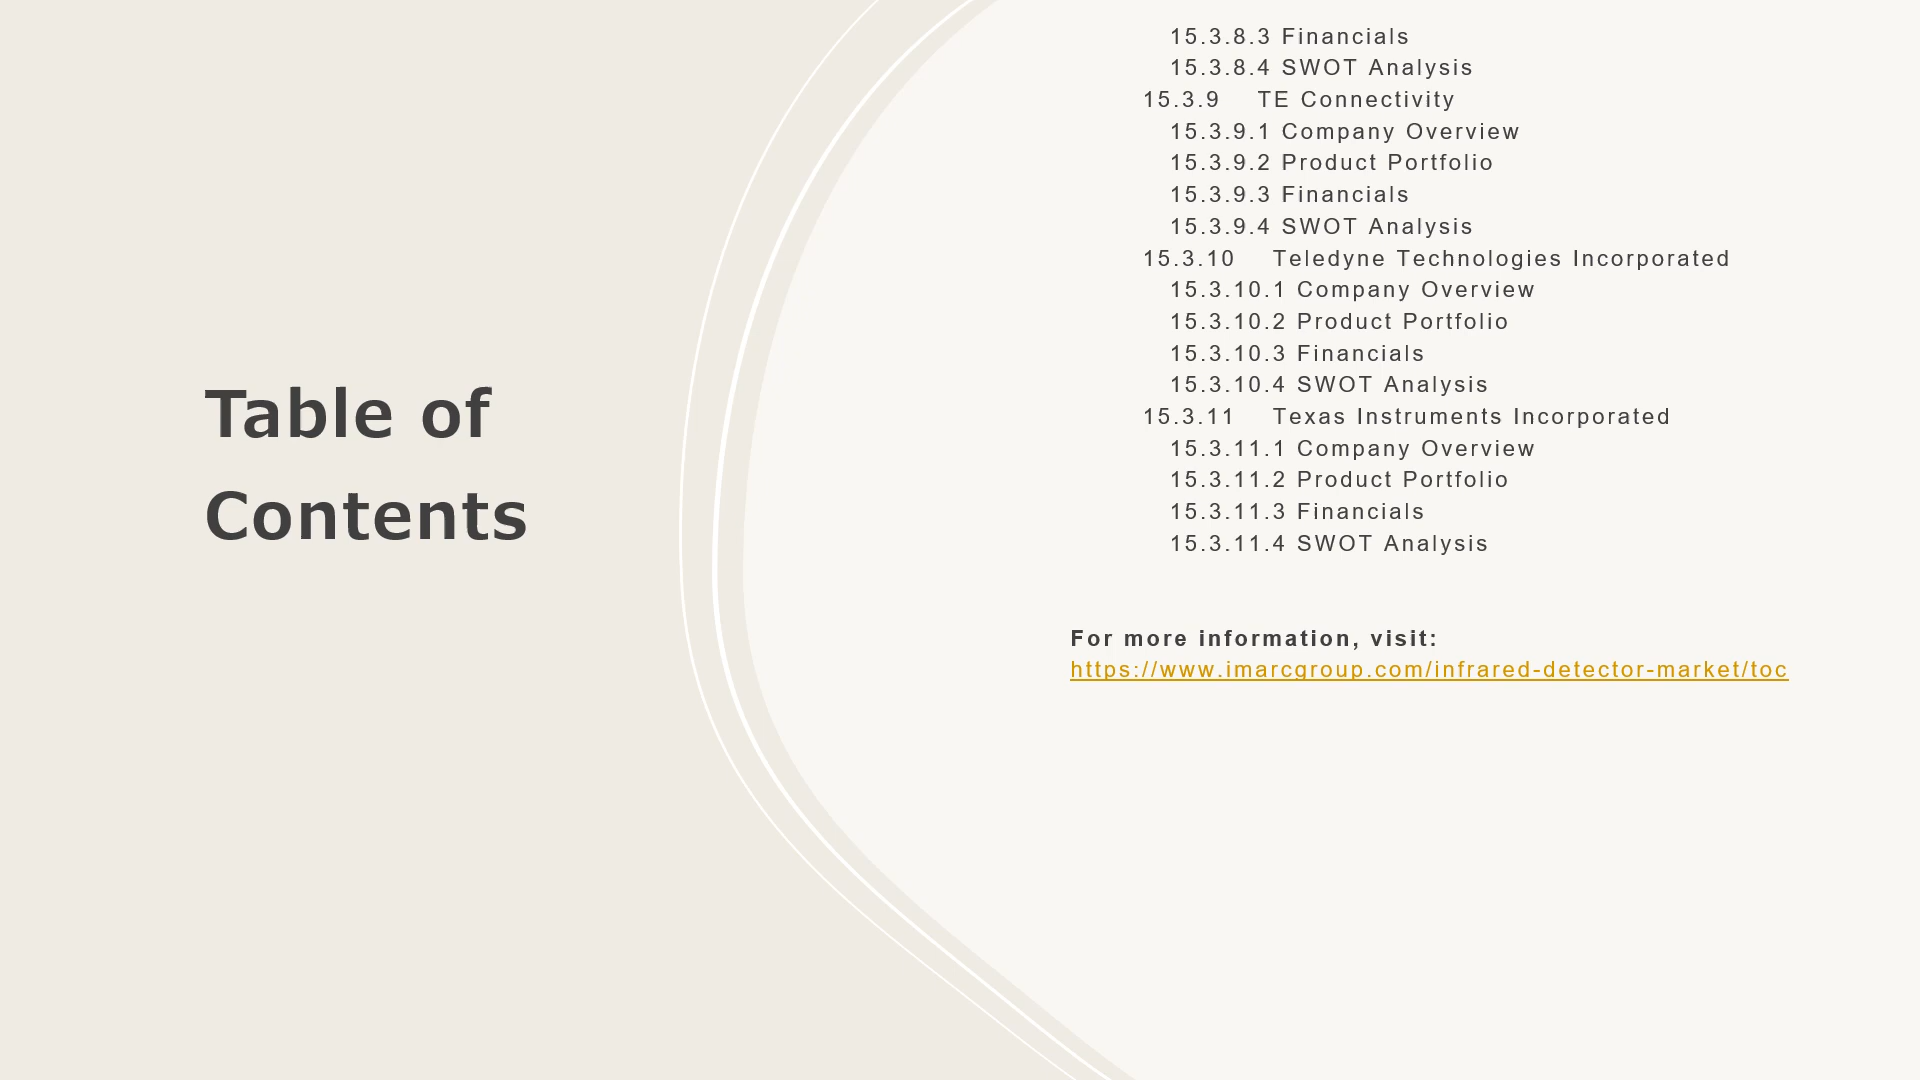 Table of
Contents
15.3.8.3 Financials
15.3.8.4 SWOT Analysis
15.3.9 TE Connectivity
15.3.9.1 Company Overview
15.3.9.2 Product Portfolio
15.3.9.3 Financials
15.3.9.4 SWOT Analysis
15.3.10 Teledyne Technologies Incorporated
15.3.10.1 Company Overview
15.3.10.2 Product Portfolio
15.3.10.3 Financials
15.3.10.4 SWOT Analysis
15.3.11 Texas Instruments Incorporated
15.3.11.1 Company Overview
15.3.11.2 Product Portfolio
15.3.11.3 Financials
15.3.11.4 SWOT Analysis
For more information, visit:
https://www.imarcgroup.com/infrared-detector-market/toc